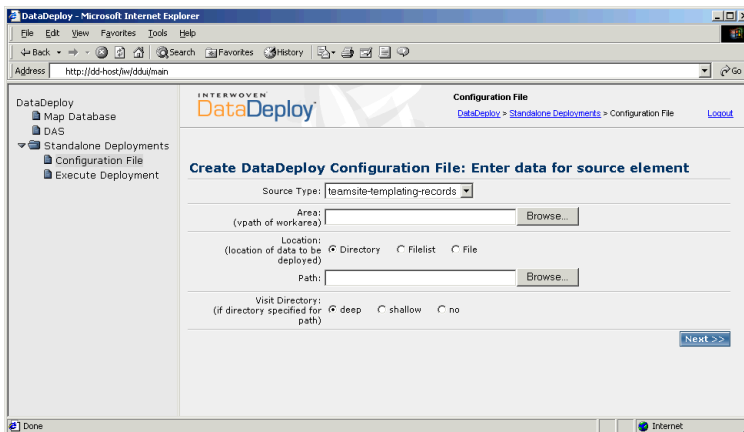 DataDeploy - Microsoft Internet Explorer
File Edit View Favorites Tools Help
Back Search Favorites History
Address http://dd-host/iw/ddui/main Go
DataDeploy
Map Database
DAS
Standalone Deployments
Configuration File
Execute Deployment
INTERWOVEN
DataDeploy
Configuration File
DataDeploy > Standalone Deployments > Configuration File Logout
Create DataDeploy Configuration File: Enter data for source element
Source Type: teamsite-templating-records
Area:
(vpath of workarea)
Browse...
Location:
(location of data to be
deployed)
Directory Filelist File
Path: Browse...
Visit Directory:
(if directory specified for
path)
deep shallow no
Next >>
Done Internet